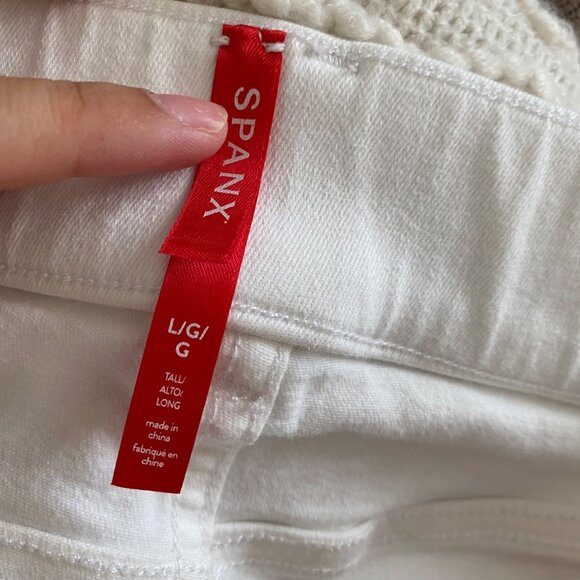 SPANX
L/G/
G
TALL/
ALTO/
LONG
made in
china
fabriqué en
chine